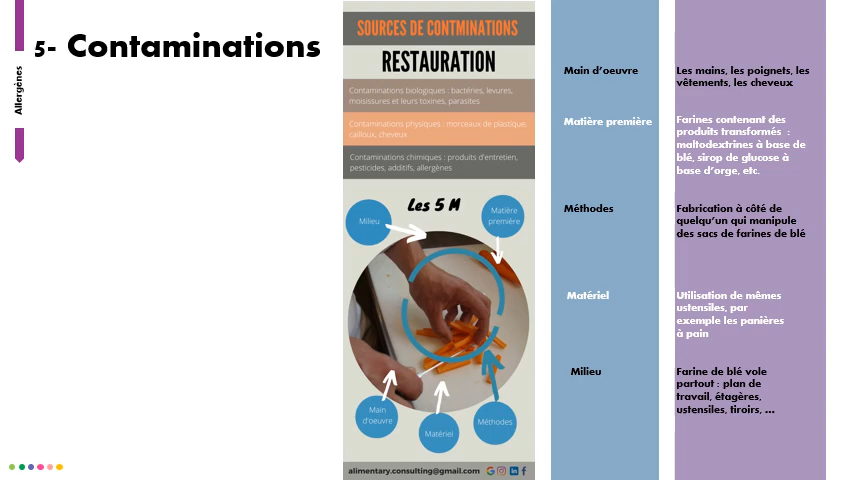 Allergènes
5- Contaminations
SOURCES DE CONTMINATIONS
RESTAURATION
Contaminations biologiques : bactéries, levures,
moisissures et leurs toxines, parasites
Contaminations physiques : morceaux de plastique,
cailloux, cheveux
Contaminations chimiques : produits d'entretien,
pesticides, additifs, allergènes
Les 5 M
Milieu
Matière
première
Main
d'oeuvre
Matériel
Méthodes
alimentary.consulting@gmail.com
Main d’oeuvre
Les mains, les poignets, les
vêtements, les cheveux
Matière première
Farines contenant des
produits transformés :
maltodextrines à base de
blé, sirop de glucose à
base d’orge, etc.
Méthodes
Fabrication à côté de
quelqu’un qui manipule
des sacs de farines de blé
Matériel
Utilisation de mêmes
ustensiles, par
exemple les panières
à pain
Milieu
Farine de blé vole
partout : plan de
travail, étagères,
ustensiles, tiroirs, ...